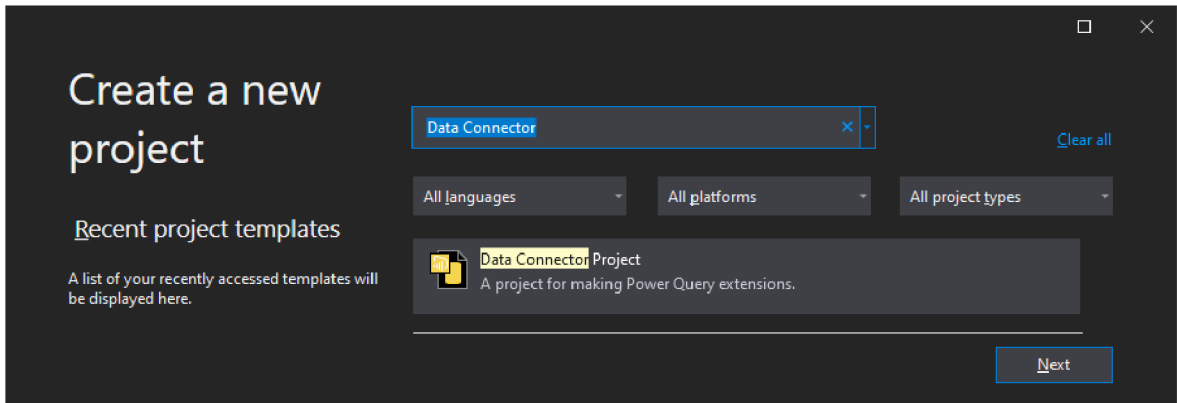 Create a new
project
Data Connector
Clear all
All languages
All platforms
All project types
Recent project templates
A list of your recently accessed templates will
be displayed here.
Data Connector Project
A project for making Power Query extensions.
Next